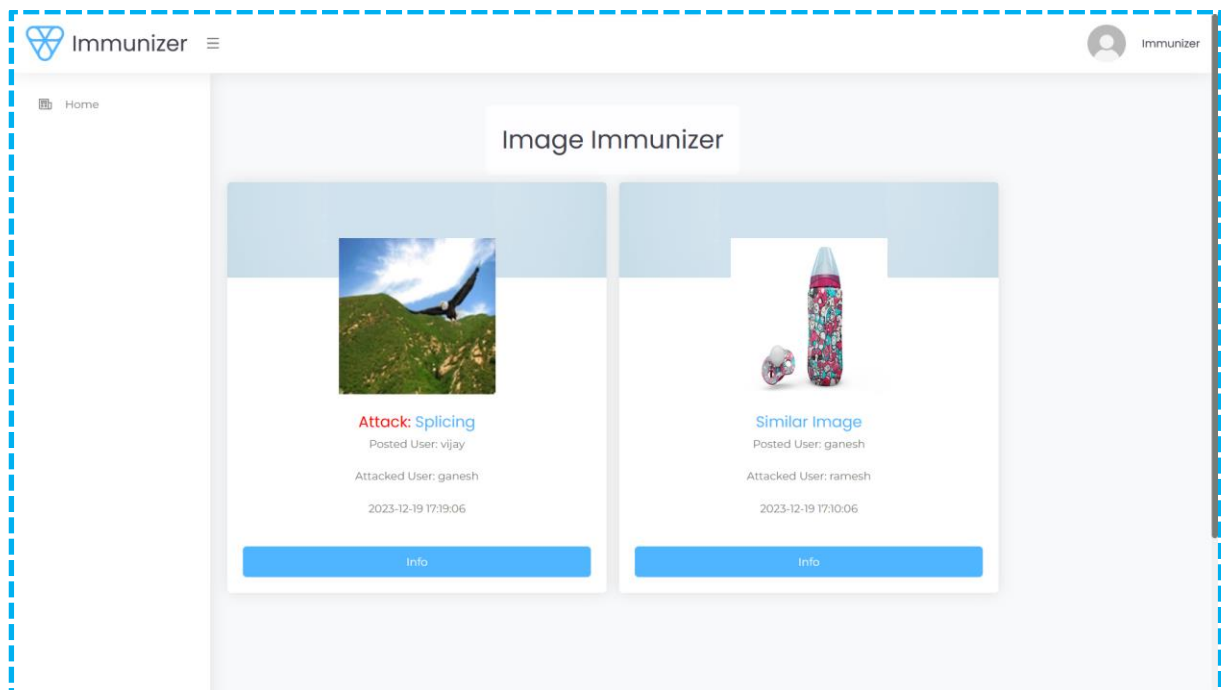 Immunizer
Immunizer
Home
Image Immunizer
Attack: Splicing
Posted User: vijay
Attacked User: ganesh
2023-12-19 17:19:06
Info
Similar Image
Posted User: ganesh
Attacked User: ramesh
2023-12-19 17:10:06
Info